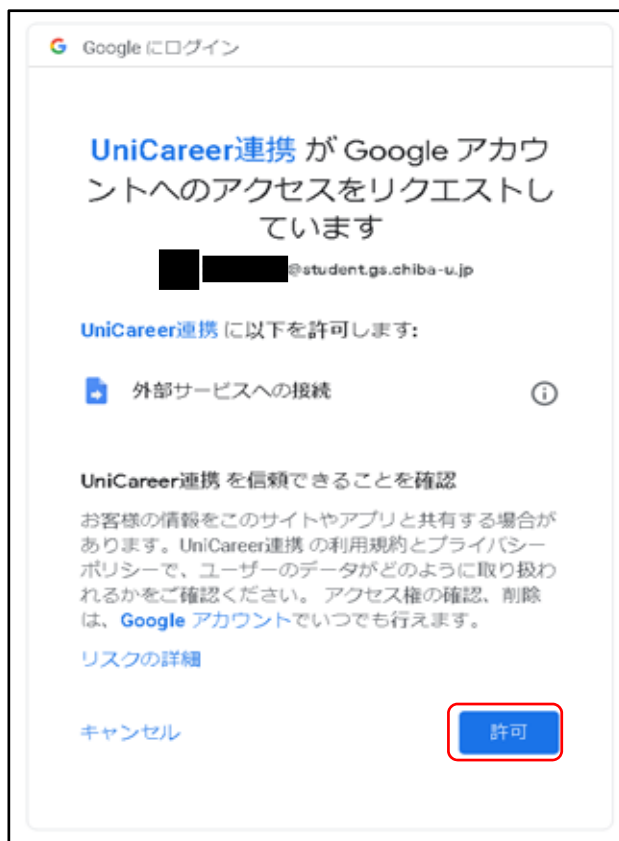 Google にログイン
UniCareer連携 が Google アカウ
ントへのアクセスをリクエストし
ています
@student.gs.chiba-u.jp
UniCareer連携 に以下を許可します:
外部サービスへの接続
UniCareer連携 を信頼できることを確認
お客様の情報をこのサイトやアプリと共有する場合が
あります。UniCareer連携 の利用規約とプライバシー
ポリシーで、ユーザーのデータがどのように取り扱わ
れるかをご確認ください。 アクセス権の確認、削除
は、Google アカウントでいつでも行えます。
リスクの詳細
キャンセル
許可